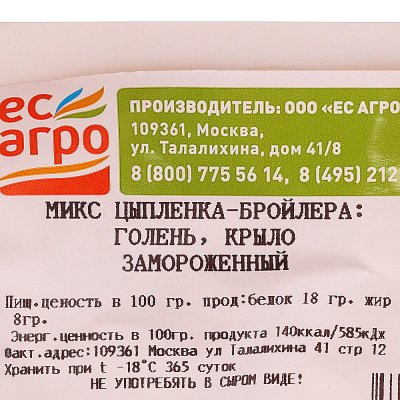 ес
агро
ПРОИЗВОДИТЕЛЬ: ООО «ЕС АГРО
109361, Москва,
ул. Талалихина, дом 41/8
8 (800) 775 56 14, 8 (495) 212
МИКС ЦЫПЛЕНКА-БРОЙЛЕРА:
ГОЛЕНЬ, КРЫЛО
ЗАМОРОЖЕННЫЙ
Пищ.ценость в 100 гр. прод:белок 18 гр. жир
8гр.
Энерг.ценность в 100гр. продукта 140ккал/585кДж
Факт.адрес:109361 Москва ул Талалихина 41 стр 12
Хранить при t -18°C 365 суток
НЕ УПОТРЕБЯТЬ В СЫРОМ ВИДЕ!